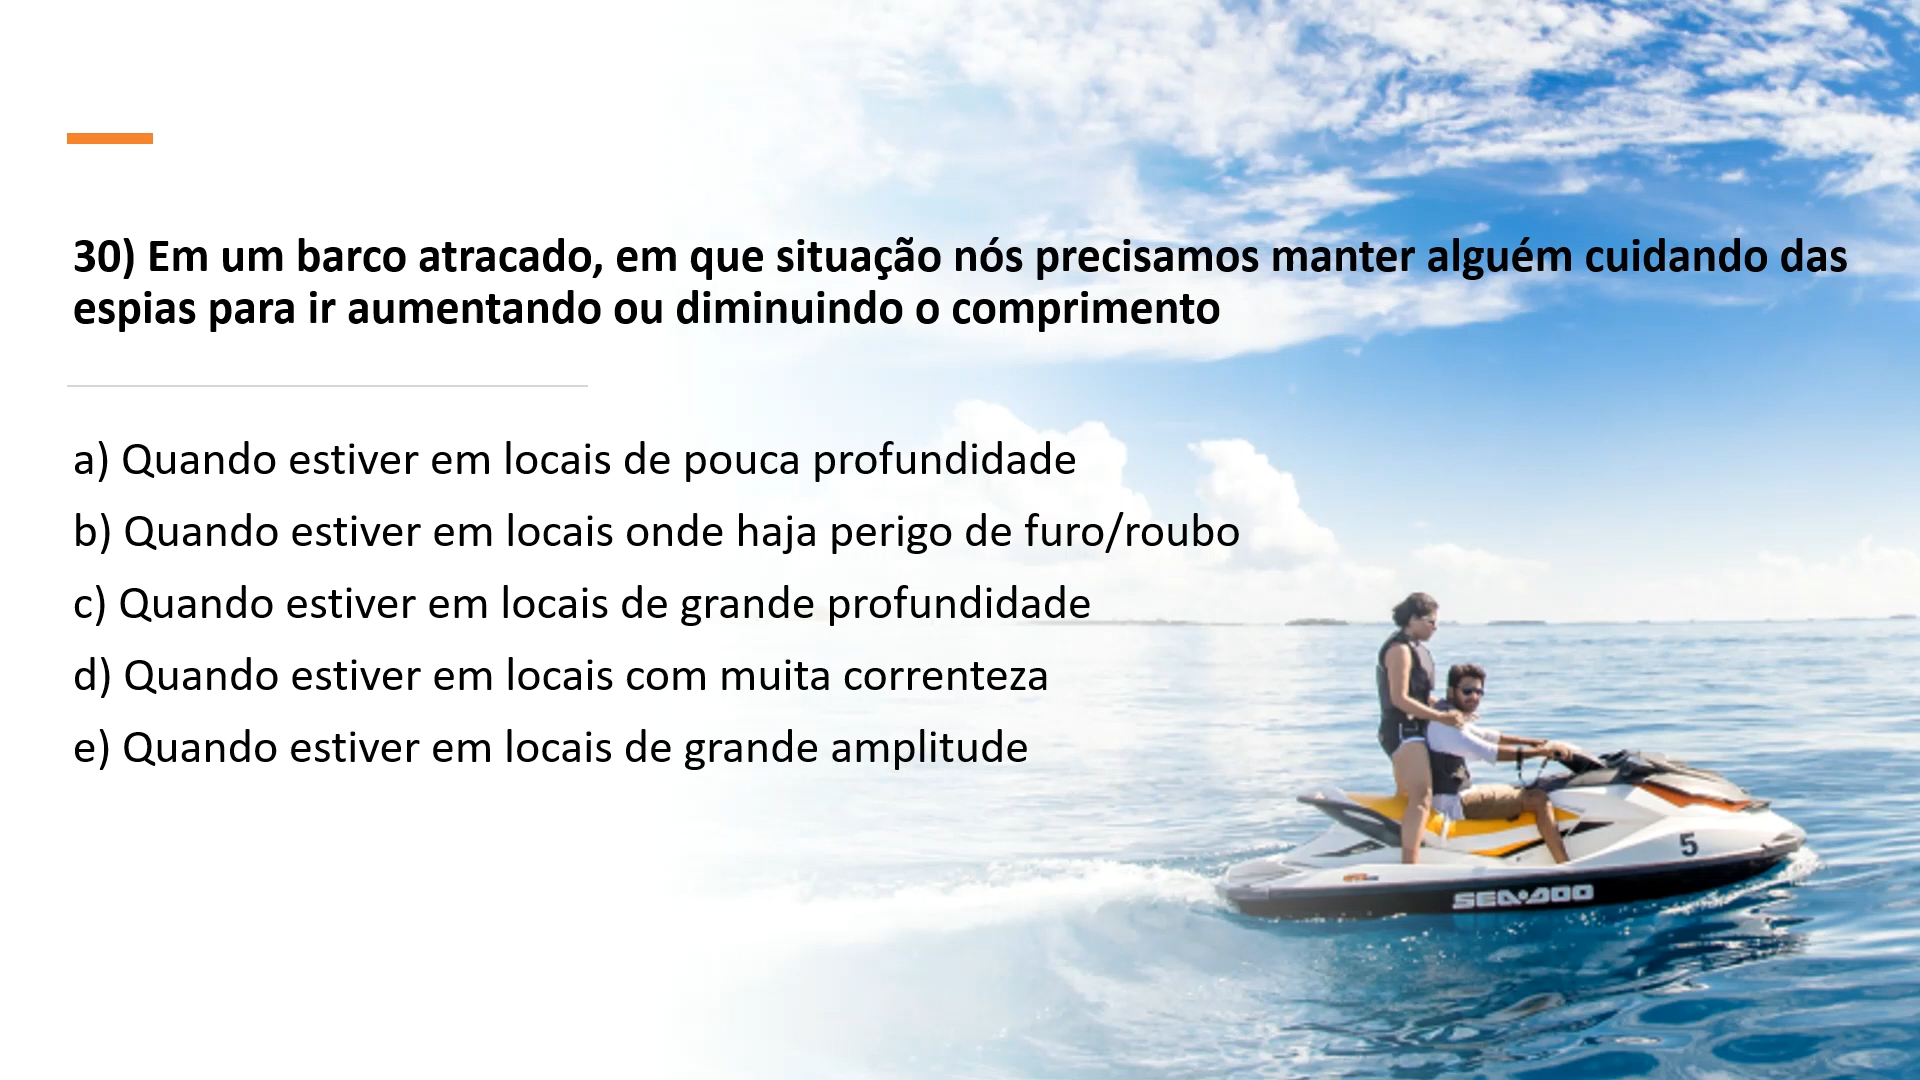 30) Em um barco atracado, em que situação nós precisamos manter alguém cuidando das
espias para ir aumentando ou diminuindo o comprimento
a) Quando estiver em locais de pouca profundidade
b) Quando estiver em locais onde haja perigo de furo/roubo
c) Quando estiver em locais de grande profundidade
d) Quando estiver em locais com muita correnteza
e) Quando estiver em locais de grande amplitude
5
SEA-DOO